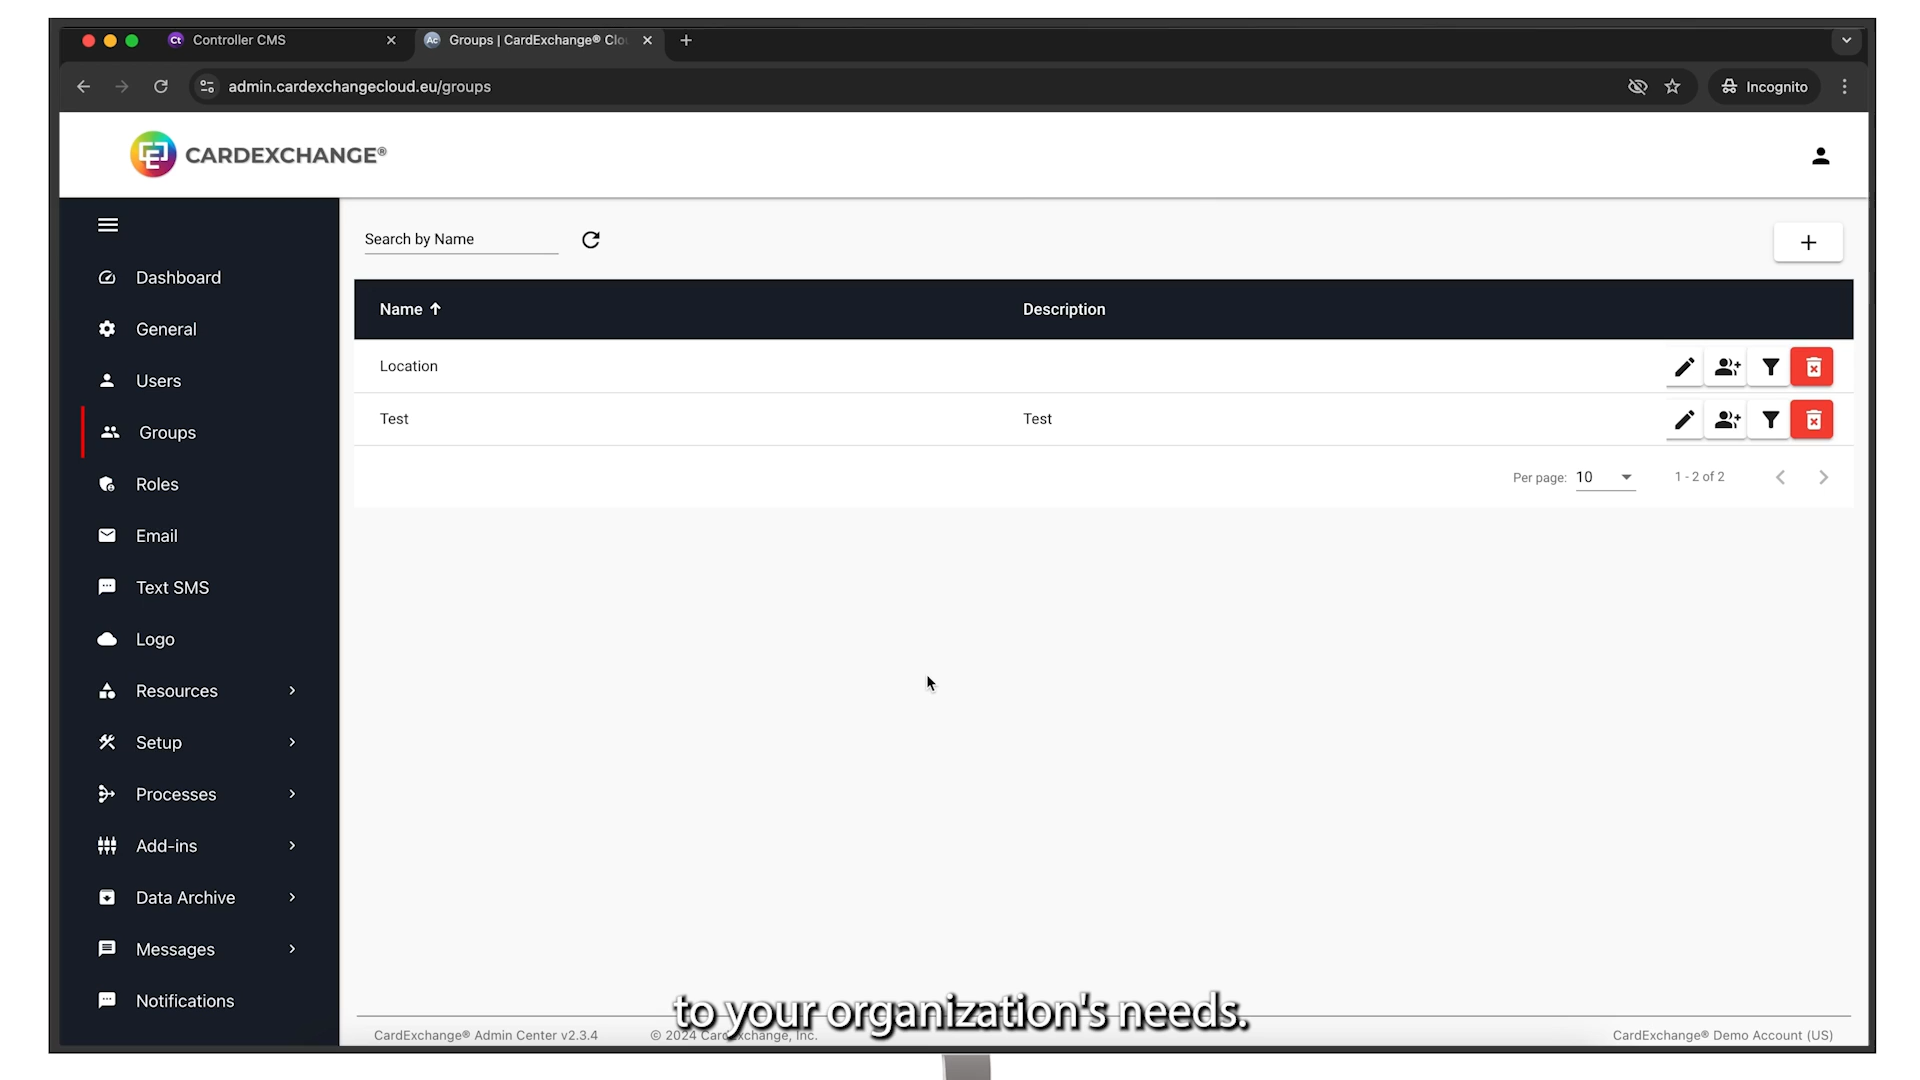 Ct Controller CMS
Ac Groups | CardExchange® Clo
admin.cardexchangecloud.eu/groups
Incognito
CARDEXCHANGE®
Search by Name
Dashboard
General
Users
Groups
Roles
Email
Text SMS
Logo
Resources
Setup
Processes
Add-ins
Data Archive
Messages
Notifications
Name Description
Location
Test Test
Per page: 10 1 - 2 of 2
to your organization's needs.
CardExchange® Admin Center v2.3.4 © 2024 CardExchange, Inc. CardExchange® Demo Account (US)